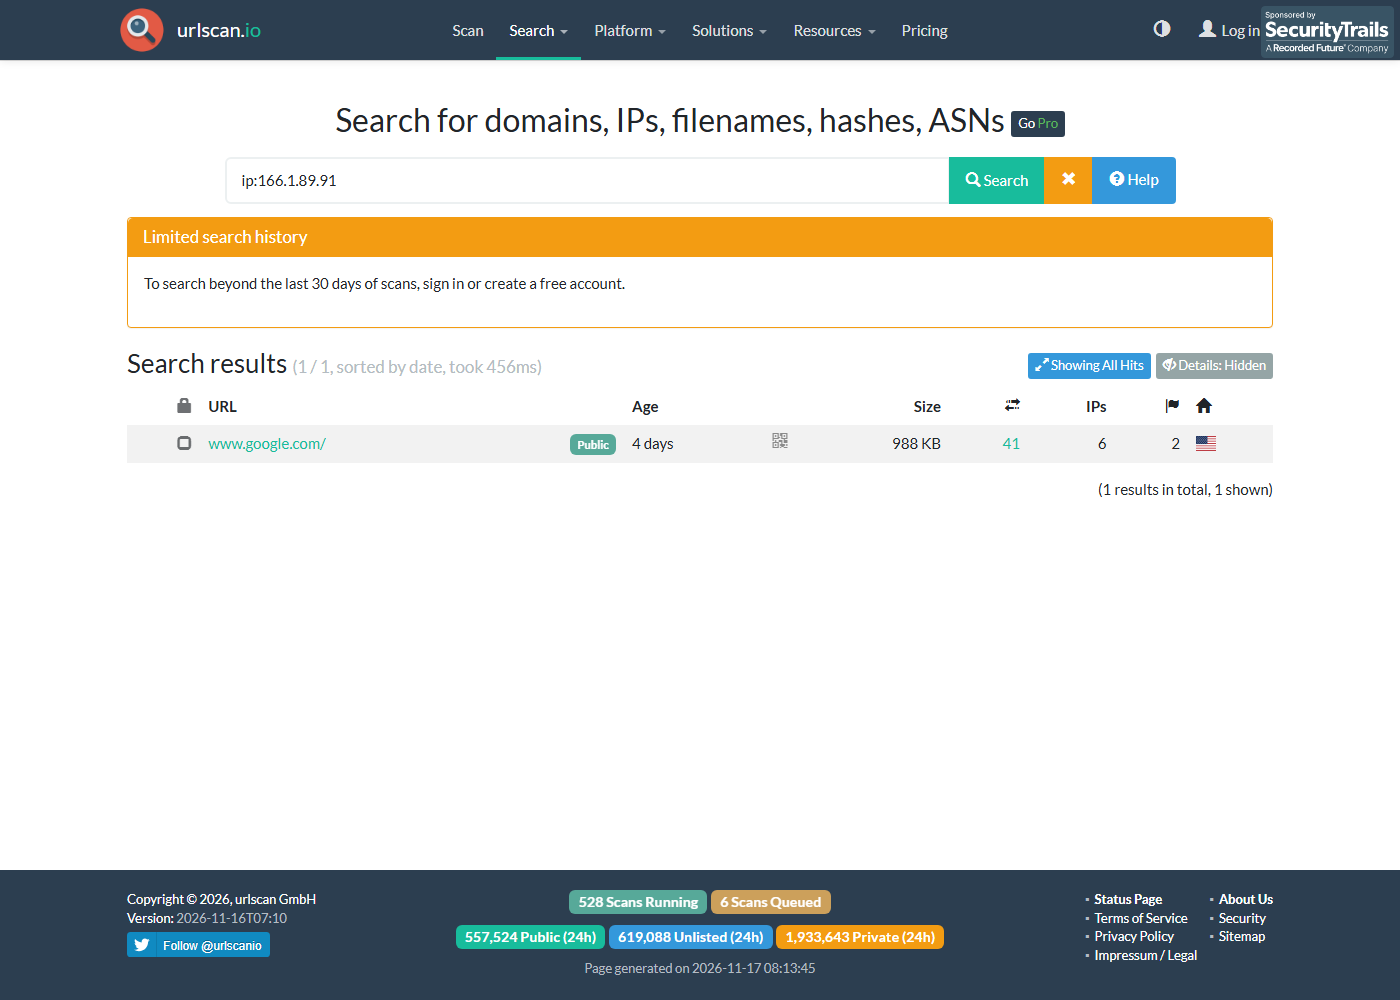 urlscan.io
Scan
Search
Platform
Solutions
Resources
Pricing
Log in
Sponsored by
SecurityTrails
A Recorded Future® Company
Search for domains, IPs, filenames, hashes, ASNs Go Pro
ip:166.1.89.91
Search
Help
Limited search history
To search beyond the last 30 days of scans, sign in or create a free account.
Search results (1 / 1, sorted by date, took 456ms)
Showing All Hits
Details: Hidden
URL Age Size IPs
www.google.com/ Public 4 days 988 KB 41 6 2
(1 results in total, 1 shown)
Copyright © 2026, urlscan GmbH
Version: 2026-11-16T07:10
Follow @urlscanio
528 Scans Running 6 Scans Queued
557,524 Public (24h) 619,088 Unlisted (24h) 1,933,643 Private (24h)
Page generated on 2026-11-17 08:13:45
Status Page
Terms of Service
Privacy Policy
Impressum / Legal
About Us
Security
Sitemap